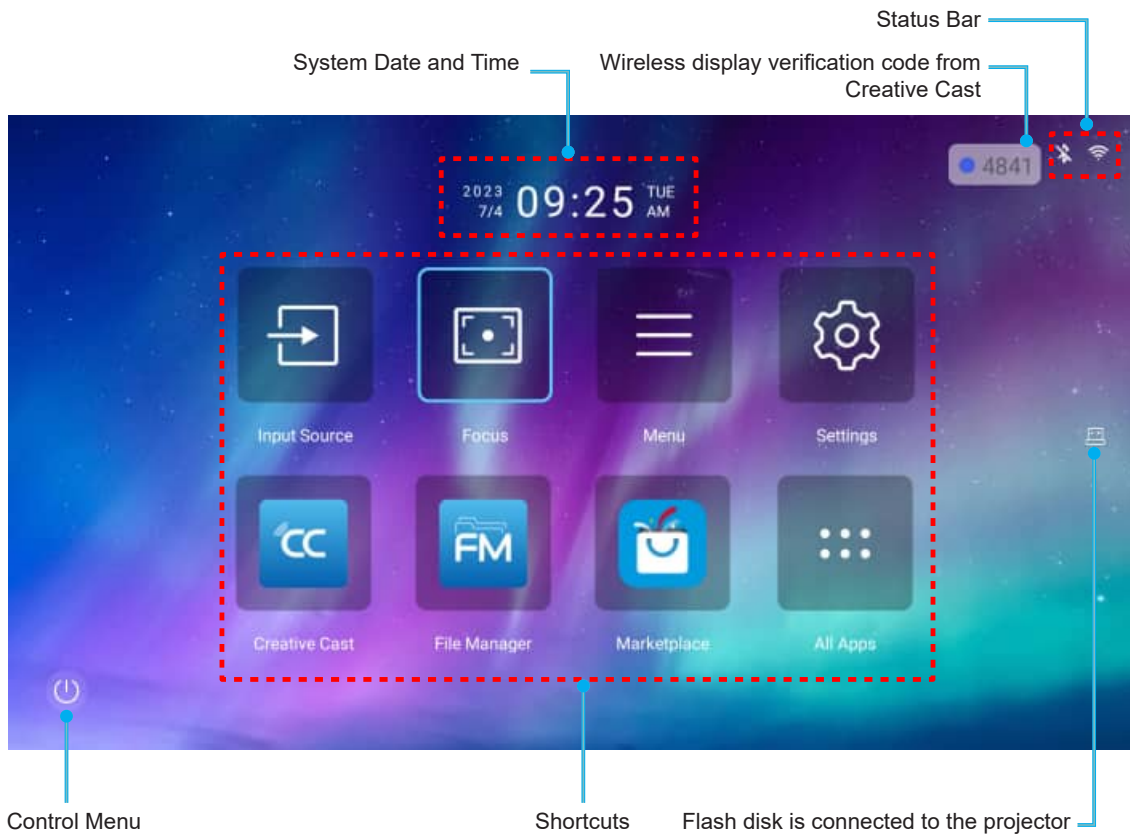 Status Bar
System Date and Time
Wireless display verification code from
Creative Cast
4841
2023
7/4
09:25
TUE
AM
Input Source
Focus
Menu
Settings
CC
FM
Creative Cast
File Manager
Marketplace
All Apps
Control Menu
Shortcuts
Flash disk is connected to the projector